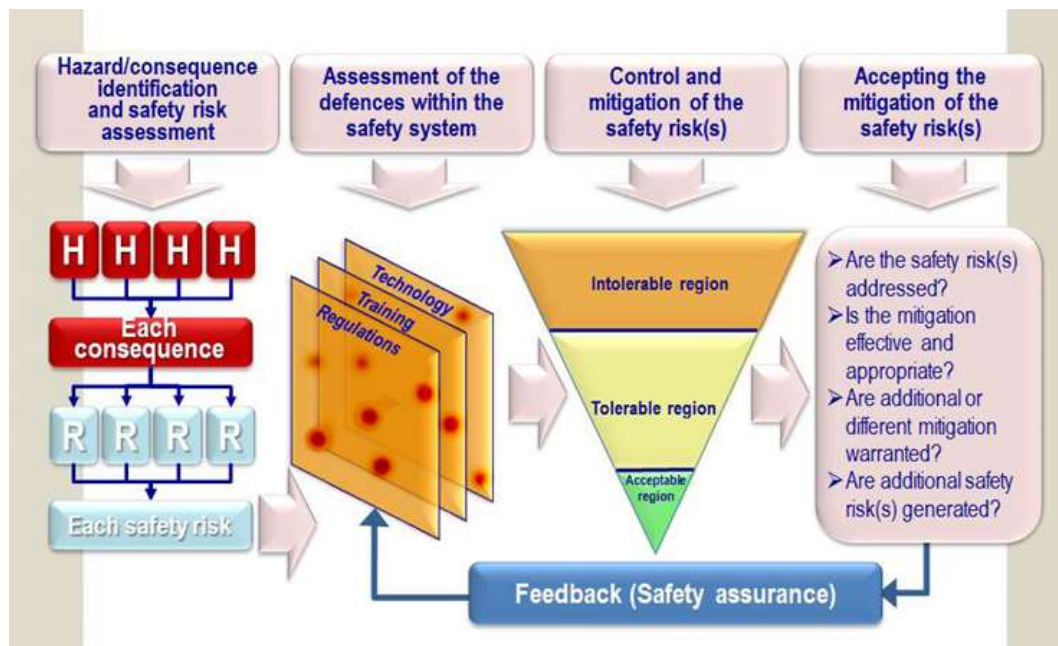 Hazard/consequence
identification
and safety risk
assessment
Assessment of the
defences within the
safety system
Control and
mitigation of the
safety risk(s)
Accepting the
mitigation of the
safety risk(s)
H H H H
Each
consequence
R R R R
Each safety risk
Technology
Training
Regulations
Intolerable region
Tolerable region
Acceptable
region
➢Are the safety risk(s)
addressed?
➢Is the mitigation
effective and
appropriate?
➢Are additional or
different mitigation
warranted?
➢Are additional safety
risk(s) generated?
Feedback (Safety assurance)